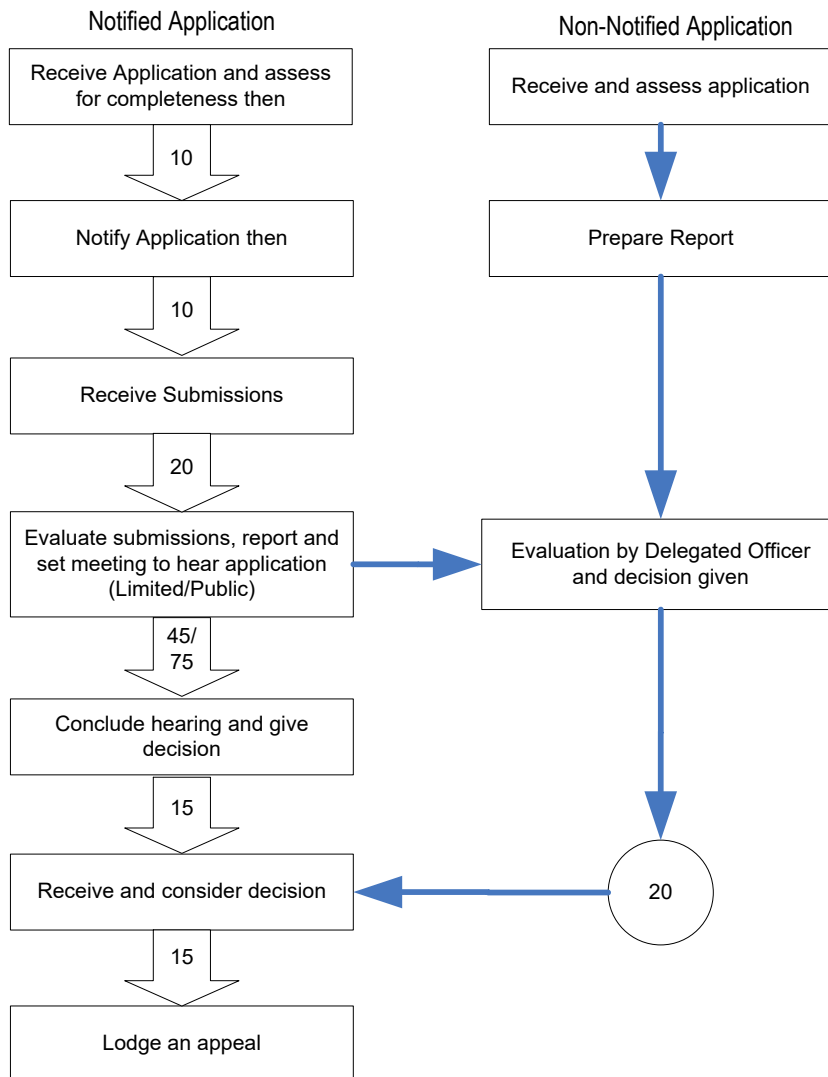 Notified Application
Non-Notified Application
Receive Application and assess
for completeness then
Receive and assess application
10
Notify Application then
Prepare Report
10
Receive Submissions
20
Evaluate submissions, report and
set meeting to hear application
(Limited/Public)
Evaluation by Delegated Officer
and decision given
45/
75
Conclude hearing and give
decision
15
Receive and consider decision
20
15
Lodge an appeal